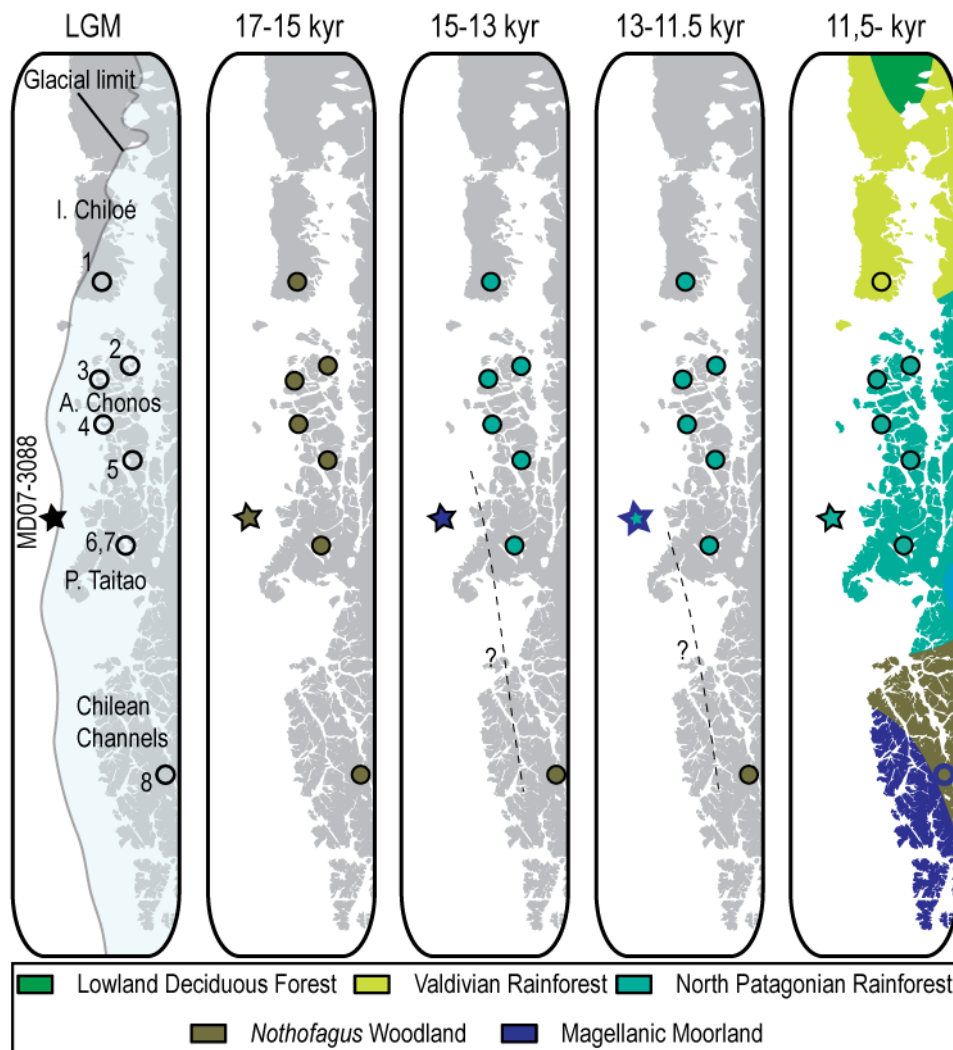 LGM
17-15 kyr
15-13 kyr
13-11.5 kyr
11,5- kyr
Glacial limit
I. Chiloé
1
2
3
A. Chonos
4
5
MD07-3088
6,7
P. Taitao
?
?
Chilean
Channels
8
Lowland Deciduous Forest
Valdivian Rainforest
North Patagonian Rainforest
Nothofagus Woodland
Magellanic Moorland